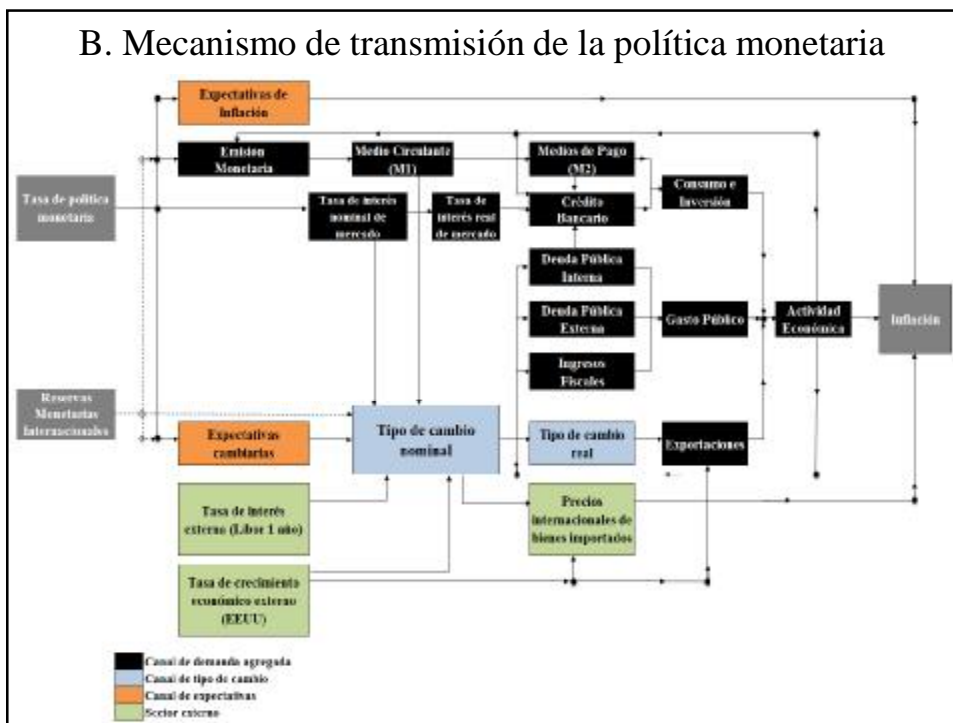 B. Mecanismo de transmisión de la política monetaria
Expectativas de
Inflación
Emision
Monetaria
Medio Circulante
(M1)
Medios de Pago
(M2)
Consumo e
Inversión
Tasa de política
monetaria
Tasa de interés
nominal de
mercado
Tasa de
interés real
de mercado
Crédito
Bancario
Deuda Pública
Interna
Deuda Pública
Externa
Gasto Público
Actividad
Económica
Inflación
Ingresos
Fiscales
Reservas
Monetarias
Internacionales
Expectativas
cambiarias
Tipo de cambio
nominal
Tipo de cambio
real
Exportaciones
Tasa de interés
externo (Libor 1 año)
Precios
internacionales de
bienes importados
Tasa de crecimiento
económico externo
(EEUU)
Canal de demanda agregada
Canal de tipo de cambio
Canal de expectativas
Sector externo